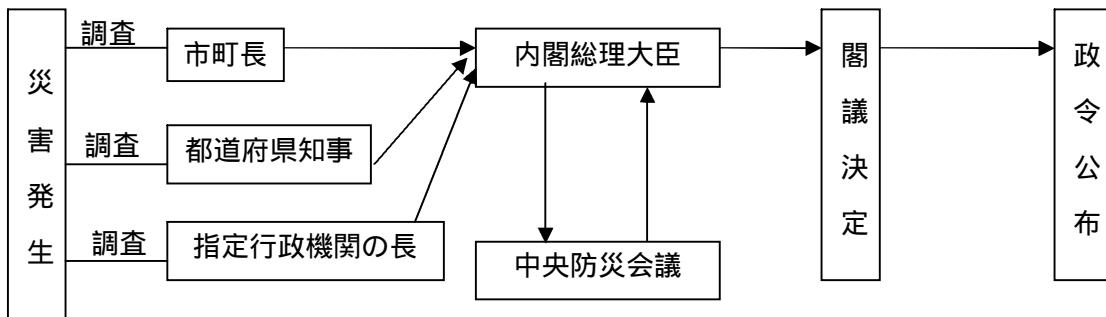 災害発生
調査
市町長
調査
都道府県知事
調査
指定行政機関の長
内閣総理大臣
中央防災会議
閣議決定
政令公布